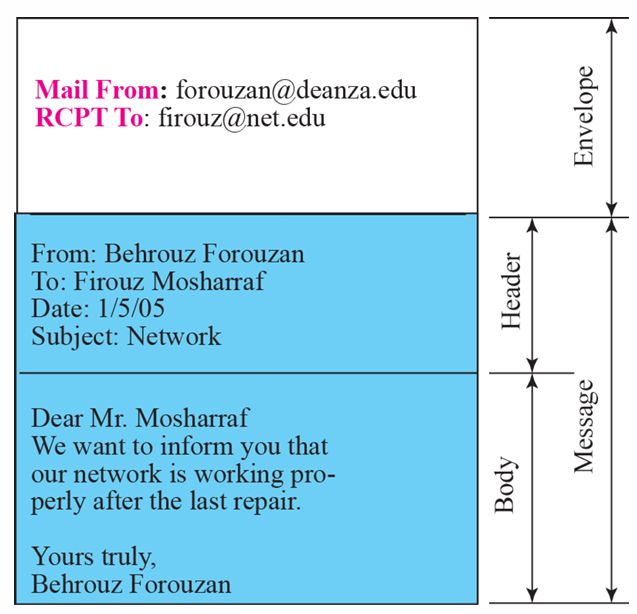 Mail From: forouzan@deanza.edu
RCPT To: firouz@net.edu
Envelope
From: Behrouz Forouzan
To: Firouz Mosharraf
Date: 1/5/05
Subject: Network
Header
Dear Mr. Mosharraf
We want to inform you that
our network is working pro-
perly after the last repair.
Yours truly,
Behrouz Forouzan
Body
Message